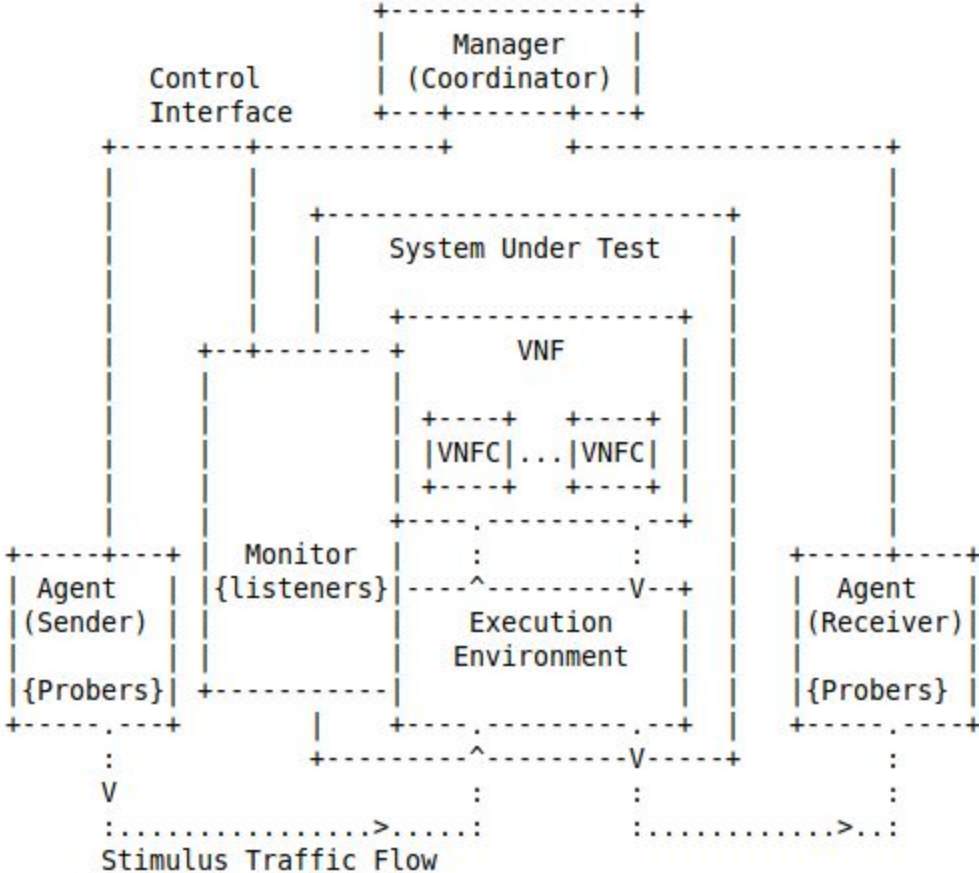 Manager
Control (Coordinator)
Interface
System Under Test
VNF
VNFC ... VNFC
Monitor
Agent {listeners} Agent
(Sender) Execution (Receiver)
Environment
{Probers} {Probers}
Stimulus Traffic Flow